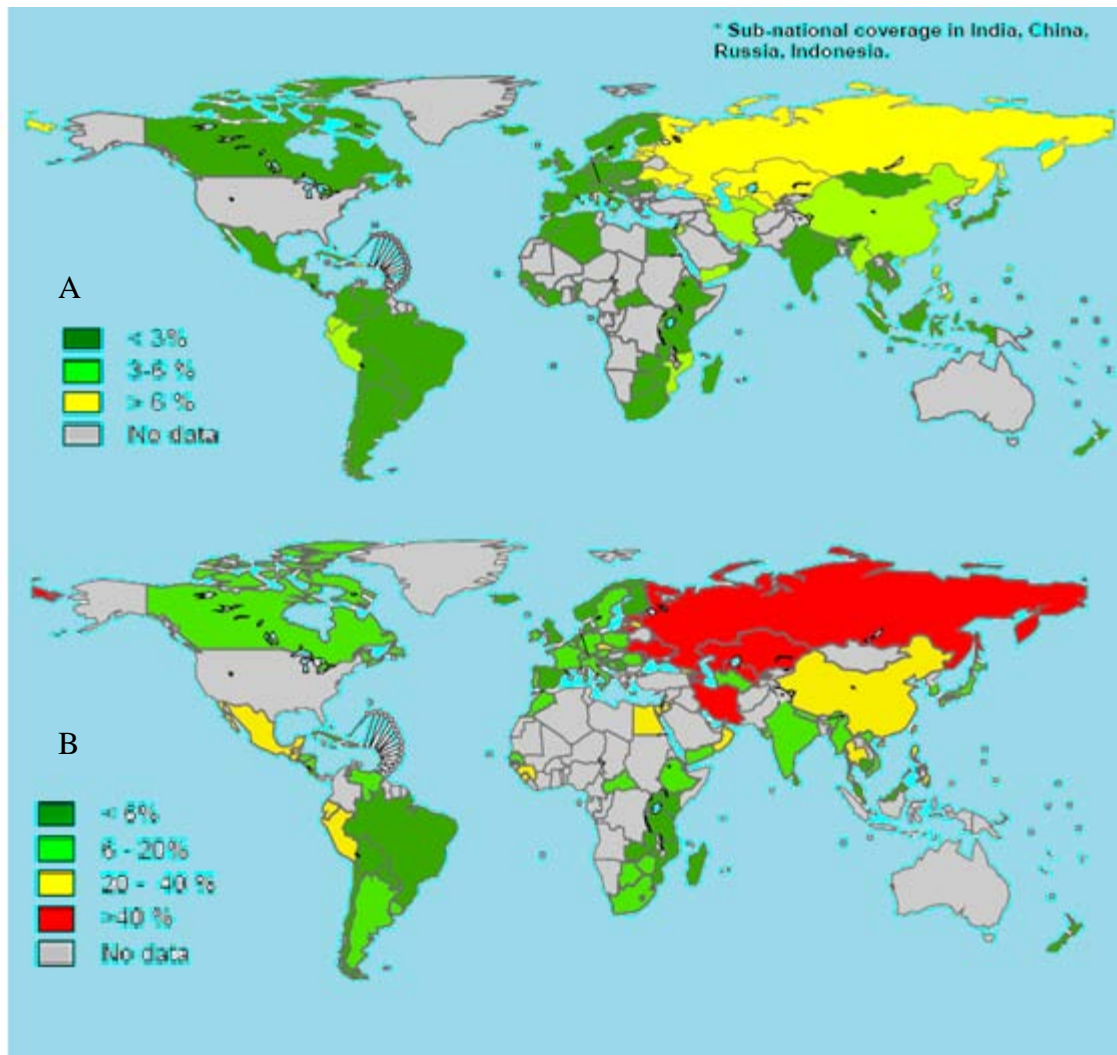 * Sub-national coverage in India, China,
Russia, Indonesia.
A
< 3%
3-6 %
> 6 %
No data
B
< 6%
6 - 20%
20 - 40 %
>40 %
No data